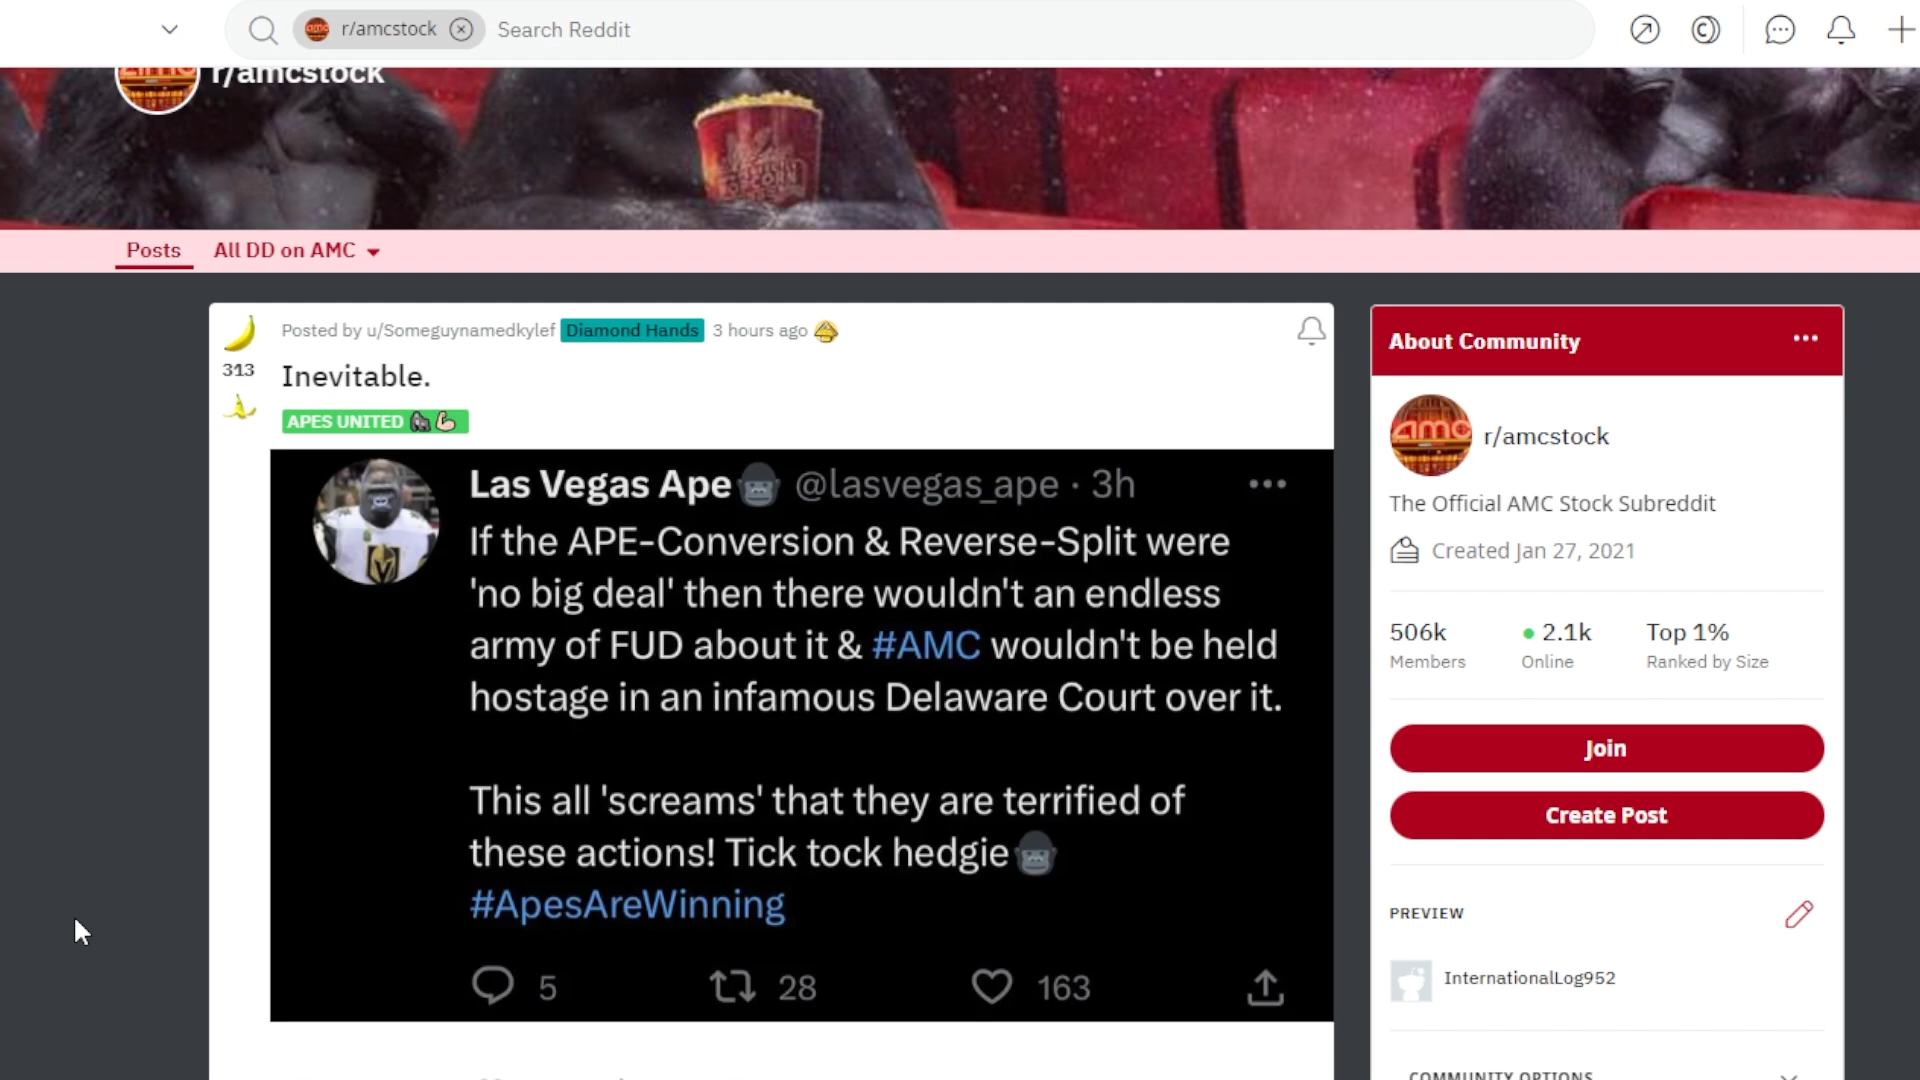 r/amcstock
Search Reddit
r/amcstock
Posts
All DD on AMC
Posted by u/Someguynamedkylef
Diamond Hands
3 hours ago
313
Inevitable.
APES UNITED
Las Vegas Ape
@lasvegas_ape · 3h
If the APE-Conversion & Reverse-Split were
'no big deal' then there wouldn't an endless
army of FUD about it & #AMC wouldn't be held
hostage in an infamous Delaware Court over it.
This all 'screams' that they are terrified of
these actions! Tick tock hedgie
#ApesAreWinning
5
28
163
About Community
amc
r/amcstock
The Official AMC Stock Subreddit
Created Jan 27, 2021
506k
2.1k
Top 1%
Members
Online
Ranked by Size
Join
Create Post
PREVIEW
InternationalLog952
COMMUNITY OPTIONS